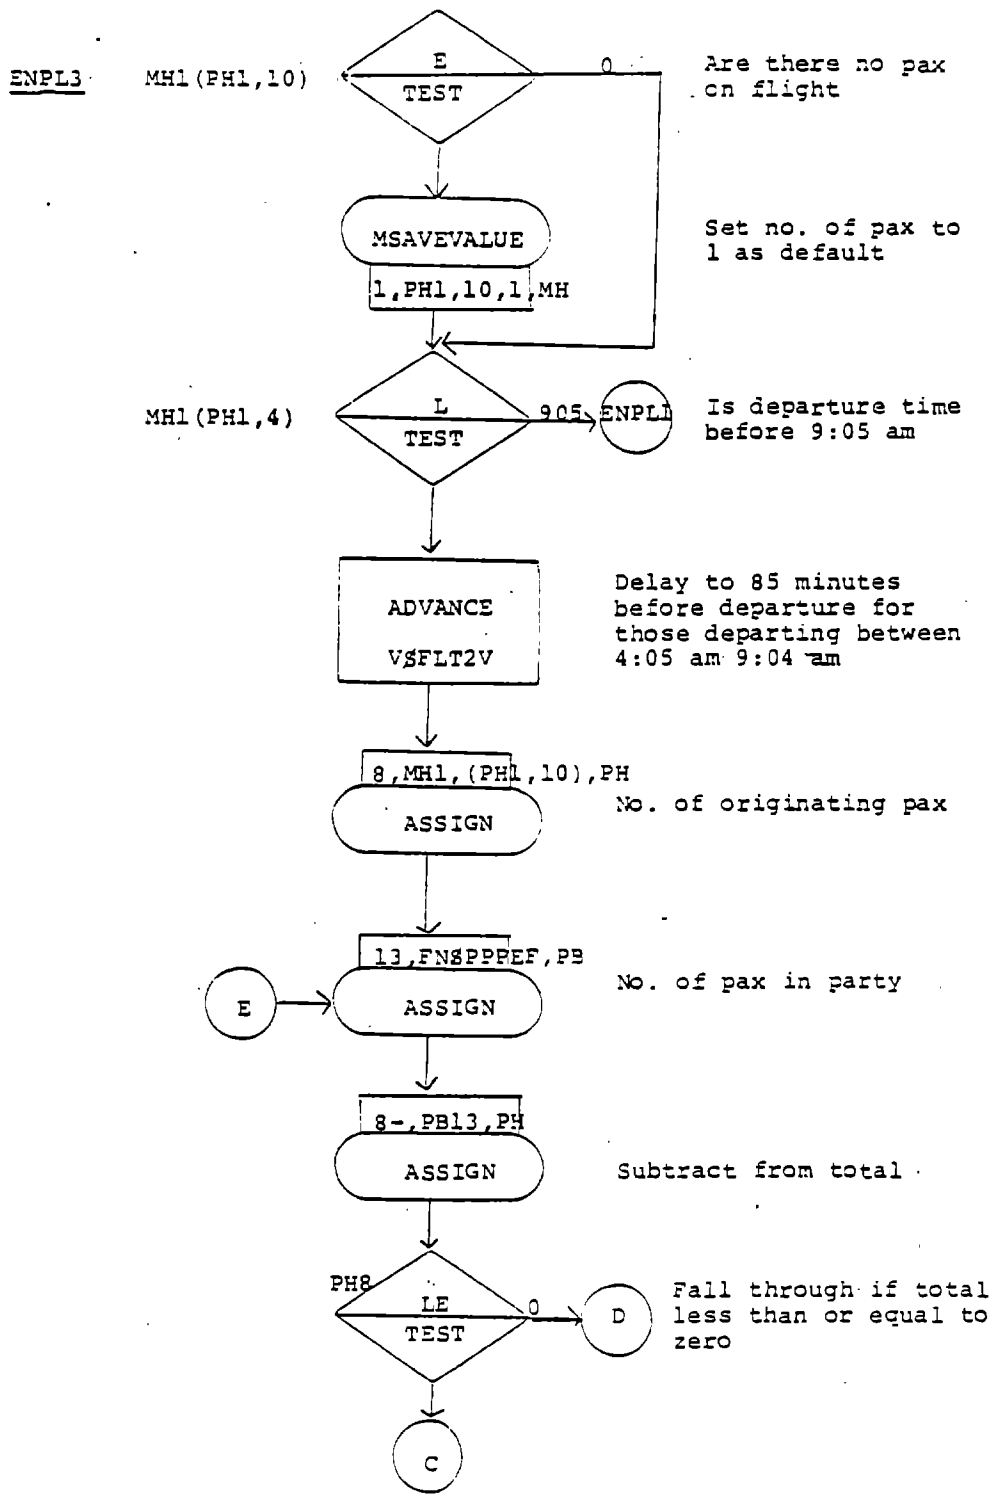 ENPL3 MH1(PH1,10) E 0 Are there no pax
TEST on flight
MSAVEVALUE Set no. of pax to
1 as default
1,PH1,10,1,MH
MH1(PH1,4) L 905 ENPL1 Is departure time
TEST before 9:05 am
ADVANCE
V$FLT2V
Delay to 85 minutes
before departure for
those departing between
4:05 am 9:04 am
8,MH1,(PH1,10),PH
ASSIGN
No. of originating pax
13,FN$PPREF,PB
E ASSIGN
No. of pax in party
8-,PB13,PH
ASSIGN Subtract from total
PH8 LE 0 D
TEST
Fall through if total
less than or equal to
zero
C